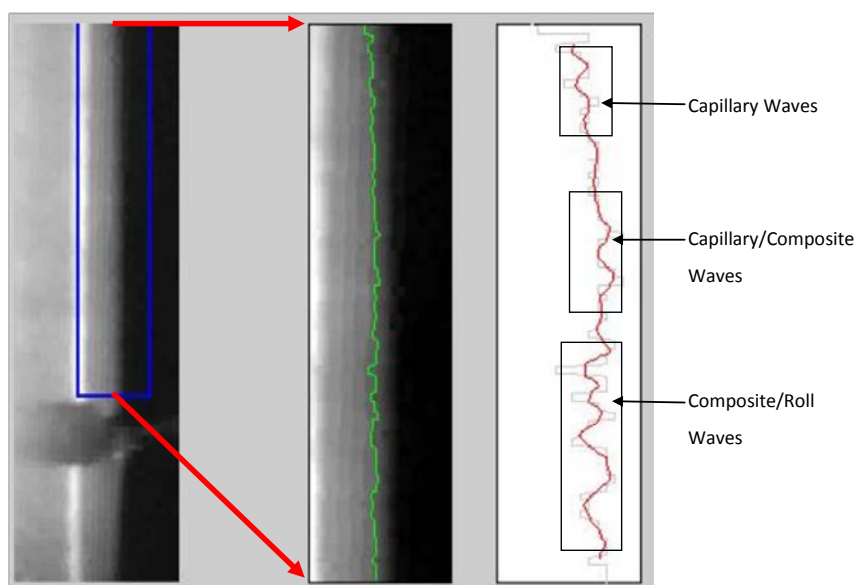 Capillary Waves
Capillary/Composite
Waves
Composite/Roll
Waves